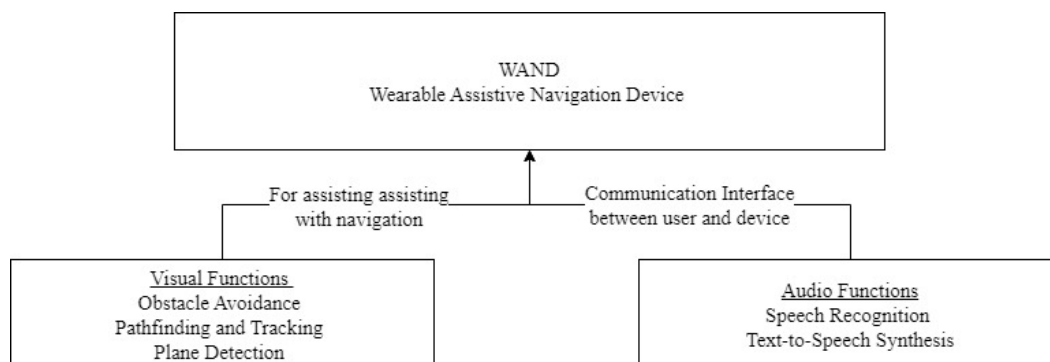 WAND
Wearable Assistive Navigation Device
For assisting assisting
with navigation
Communication Interface
between user and device
Visual Functions
Obstacle Avoidance
Pathfinding and Tracking
Plane Detection
Audio Functions
Speech Recognition
Text-to-Speech Synthesis